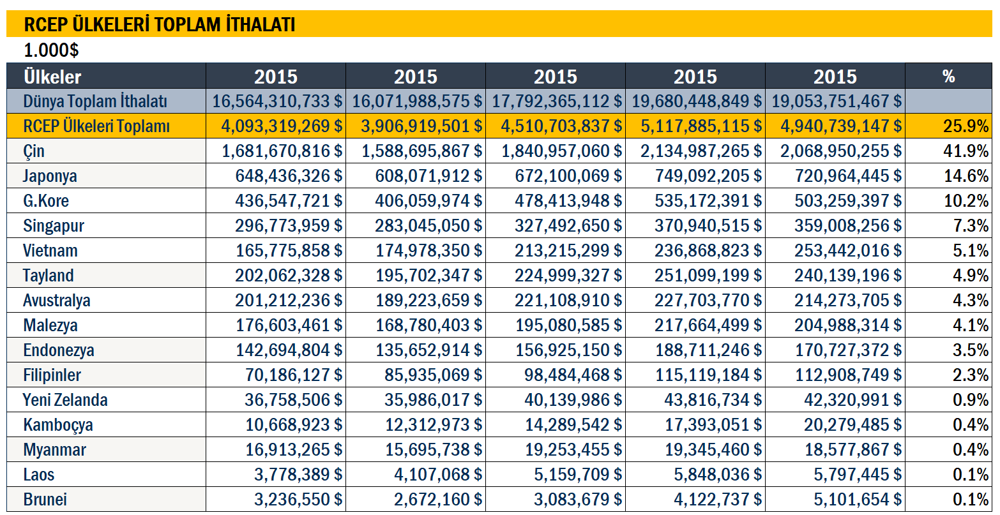 RCEP ÜLKELERİ TOPLAM İTHALATI
1.000$
Ülkeler 2015 2015 2015 2015 2015 %
Dünya Toplam İthalatı 16,564,310,733 $ 16,071,988,575 $ 17,792,365,112 $ 19,680,448,849 $ 19,053,751,467 $
RCEP Ülkeleri Toplamı 4,093,319,269 $ 3,906,919,501 $ 4,510,703,837 $ 5,117,885,115 $ 4,940,739,147 $ 25.9%
Çin 1,681,670,816 $ 1,588,695,867 $ 1,840,957,060 $ 2,134,987,265 $ 2,068,950,255 $ 41.9%
Japonya 648,436,326 $ 608,071,912 $ 672,100,069 $ 749,092,205 $ 720,964,445 $ 14.6%
G.Kore 436,547,721 $ 406,059,974 $ 478,413,948 $ 535,172,391 $ 503,259,397 $ 10.2%
Singapur 296,773,959 $ 283,045,050 $ 327,492,650 $ 370,940,515 $ 359,008,256 $ 7.3%
Vietnam 165,775,858 $ 174,978,350 $ 213,215,299 $ 236,868,823 $ 253,442,016 $ 5.1%
Tayland 202,062,328 $ 195,702,347 $ 224,999,327 $ 251,099,199 $ 240,139,196 $ 4.9%
Avustralya 201,212,236 $ 189,223,659 $ 221,108,910 $ 227,703,770 $ 214,273,705 $ 4.3%
Malezya 176,603,461 $ 168,780,403 $ 195,080,585 $ 217,664,499 $ 204,988,314 $ 4.1%
Endonezya 142,694,804 $ 135,652,914 $ 156,925,150 $ 188,711,246 $ 170,727,372 $ 3.5%
Filipinler 70,186,127 $ 85,935,069 $ 98,484,468 $ 115,119,184 $ 112,908,749 $ 2.3%
Yeni Zelanda 36,758,506 $ 35,986,017 $ 40,139,986 $ 43,816,734 $ 42,320,991 $ 0.9%
Kamboçya 10,668,923 $ 12,312,973 $ 14,289,542 $ 17,393,051 $ 20,279,485 $ 0.4%
Myanmar 16,913,265 $ 15,695,738 $ 19,253,455 $ 19,345,460 $ 18,577,867 $ 0.4%
Laos 3,778,389 $ 4,107,068 $ 5,159,709 $ 5,848,036 $ 5,797,445 $ 0.1%
Brunei 3,236,550 $ 2,672,160 $ 3,083,679 $ 4,122,737 $ 5,101,654 $ 0.1%